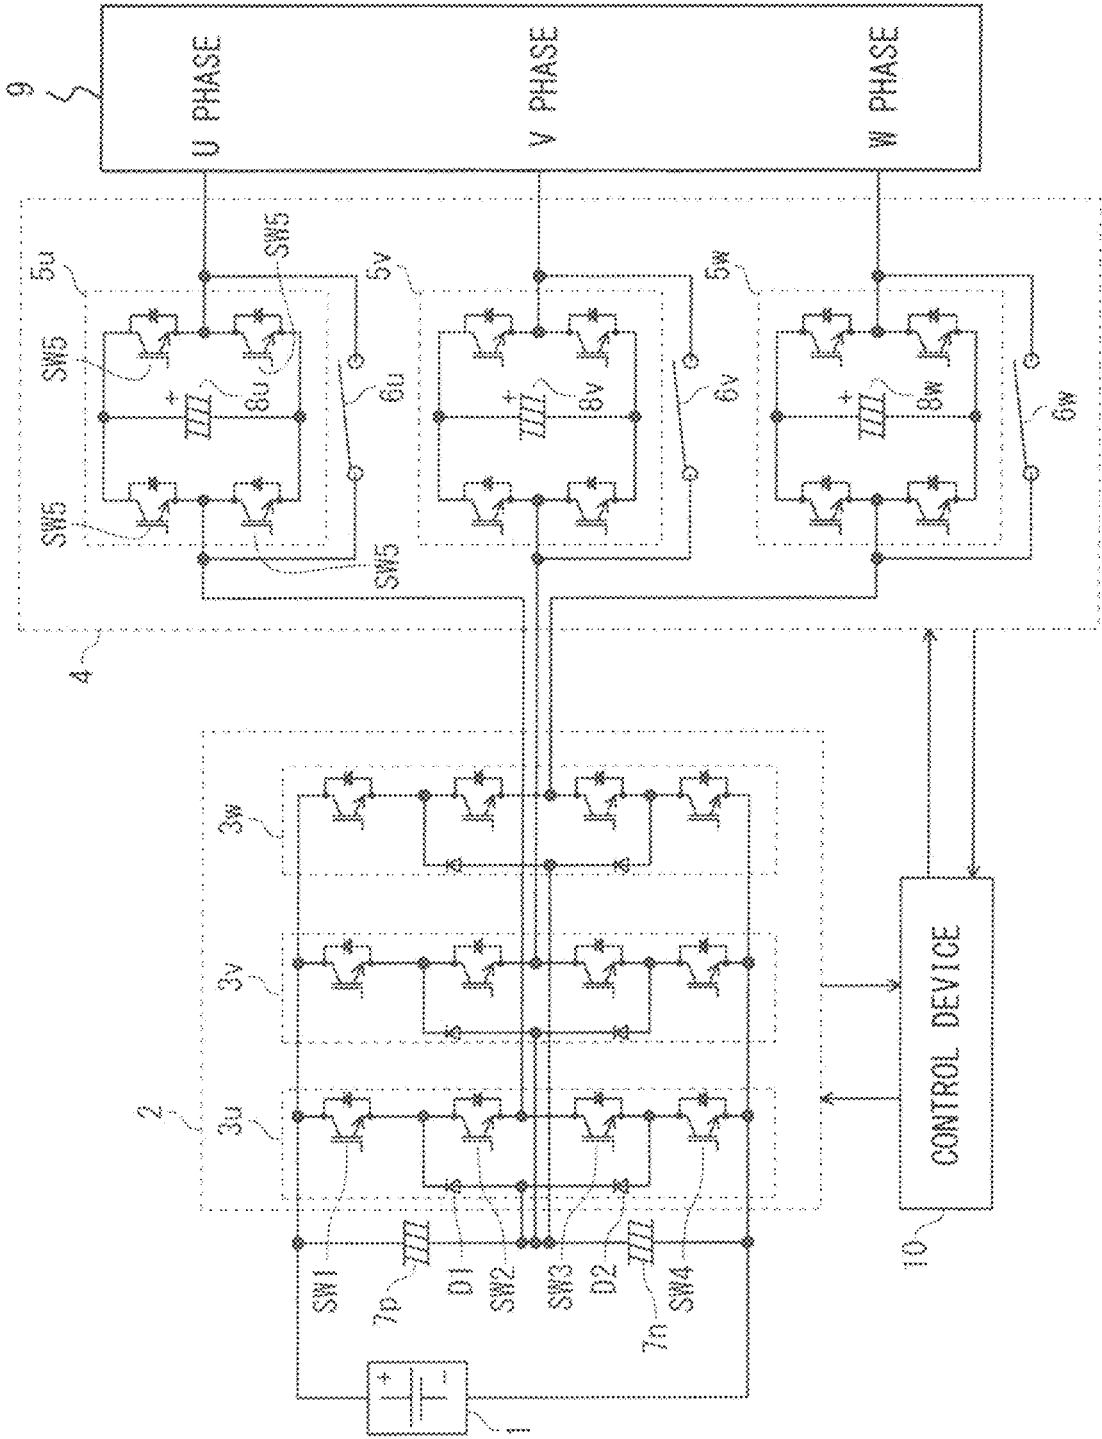 9
U PHASE
V PHASE
W PHASE
5u
SW5
SW5
8u
6u
SW5
SW5
5v
8v
6v
5w
8w
6w
4
2
3w
3v
3u
SW1
7p
D1
SW2
SW3
D2
7n
SW4
1
CONTROL DEVICE
10
+
+
+
+
-